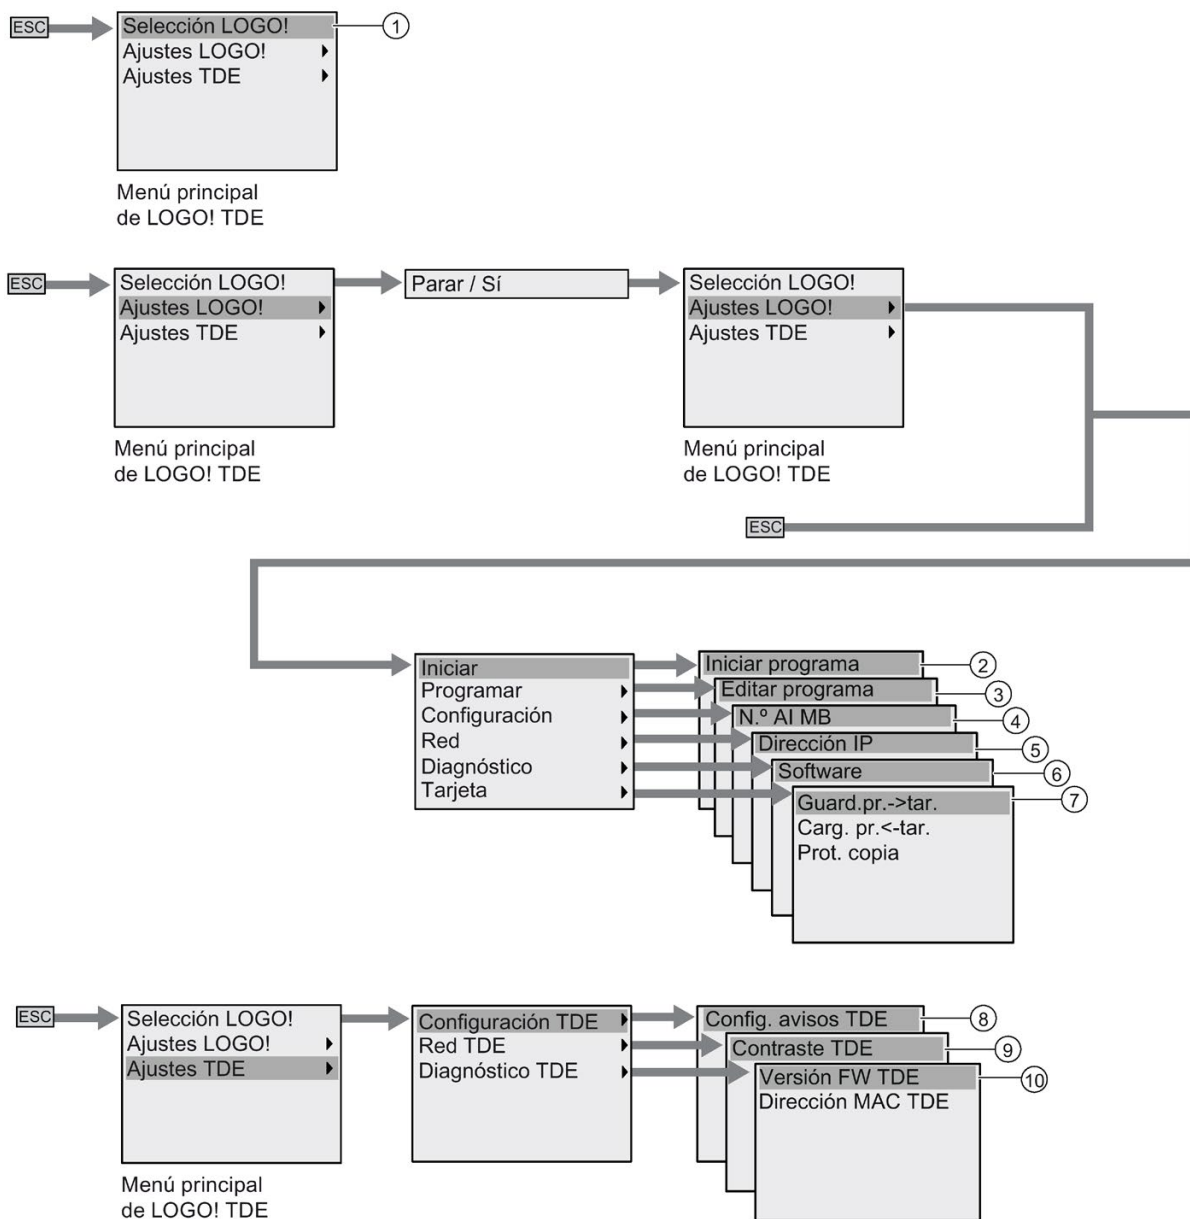 ESC
Selección LOGO!
Ajustes LOGO!
Ajustes TDE
1
Menú principal
de LOGO! TDE
ESC
Selección LOGO!
Ajustes LOGO!
Ajustes TDE
Menú principal
de LOGO! TDE
Parar / Sí
Selección LOGO!
Ajustes LOGO!
Ajustes TDE
Menú principal
de LOGO! TDE
ESC
Iniciar
Programar
Configuración
Red
Diagnóstico
Tarjeta
Iniciar programa
2
Editar programa
3
N.º AI MB
4
Dirección IP
5
Software
6
Guard.pr.->tar.
7
Carg. pr.<-tar.
Prot. copia
ESC
Selección LOGO!
Ajustes LOGO!
Ajustes TDE
Menú principal
de LOGO! TDE
Configuración TDE
Red TDE
Diagnóstico TDE
Config. avisos TDE
8
Contraste TDE
9
Versión FW TDE
10
Dirección MAC TDE